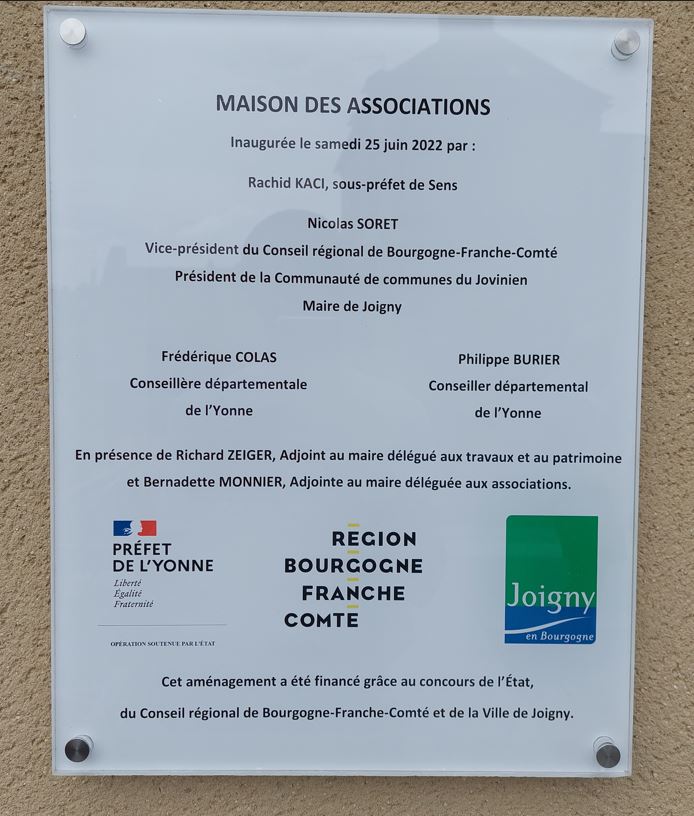 MAISON DES ASSOCIATIONS
Inaugurée le samedi 25 juin 2022 par :
Rachid KACI, sous-préfet de Sens
Nicolas SORET
Vice-président du Conseil régional de Bourgogne-Franche-Comté
Président de la Communauté de communes du Jovinien
Maire de Joigny
Frédérique COLAS
Conseillère départementale
de l'Yonne
Philippe BURIER
Conseiller départemental
de l'Yonne
En présence de Richard ZEIGER, Adjoint au maire délégué aux travaux et au patrimoine
et Bernadette MONNIER, Adjointe au maire déléguée aux associations.
PRÉFET
DE L'YONNE
Liberté
Égalité
Fraternité
OPÉRATION SOUTENUE PAR L'ÉTAT
REGION
BOURGOGNE
FRANCHE
COMTE
Joigny
en Bourgogne
Cet aménagement a été financé grâce au concours de l'État,
du Conseil régional de Bourgogne-Franche-Comté et de la Ville de Joigny.